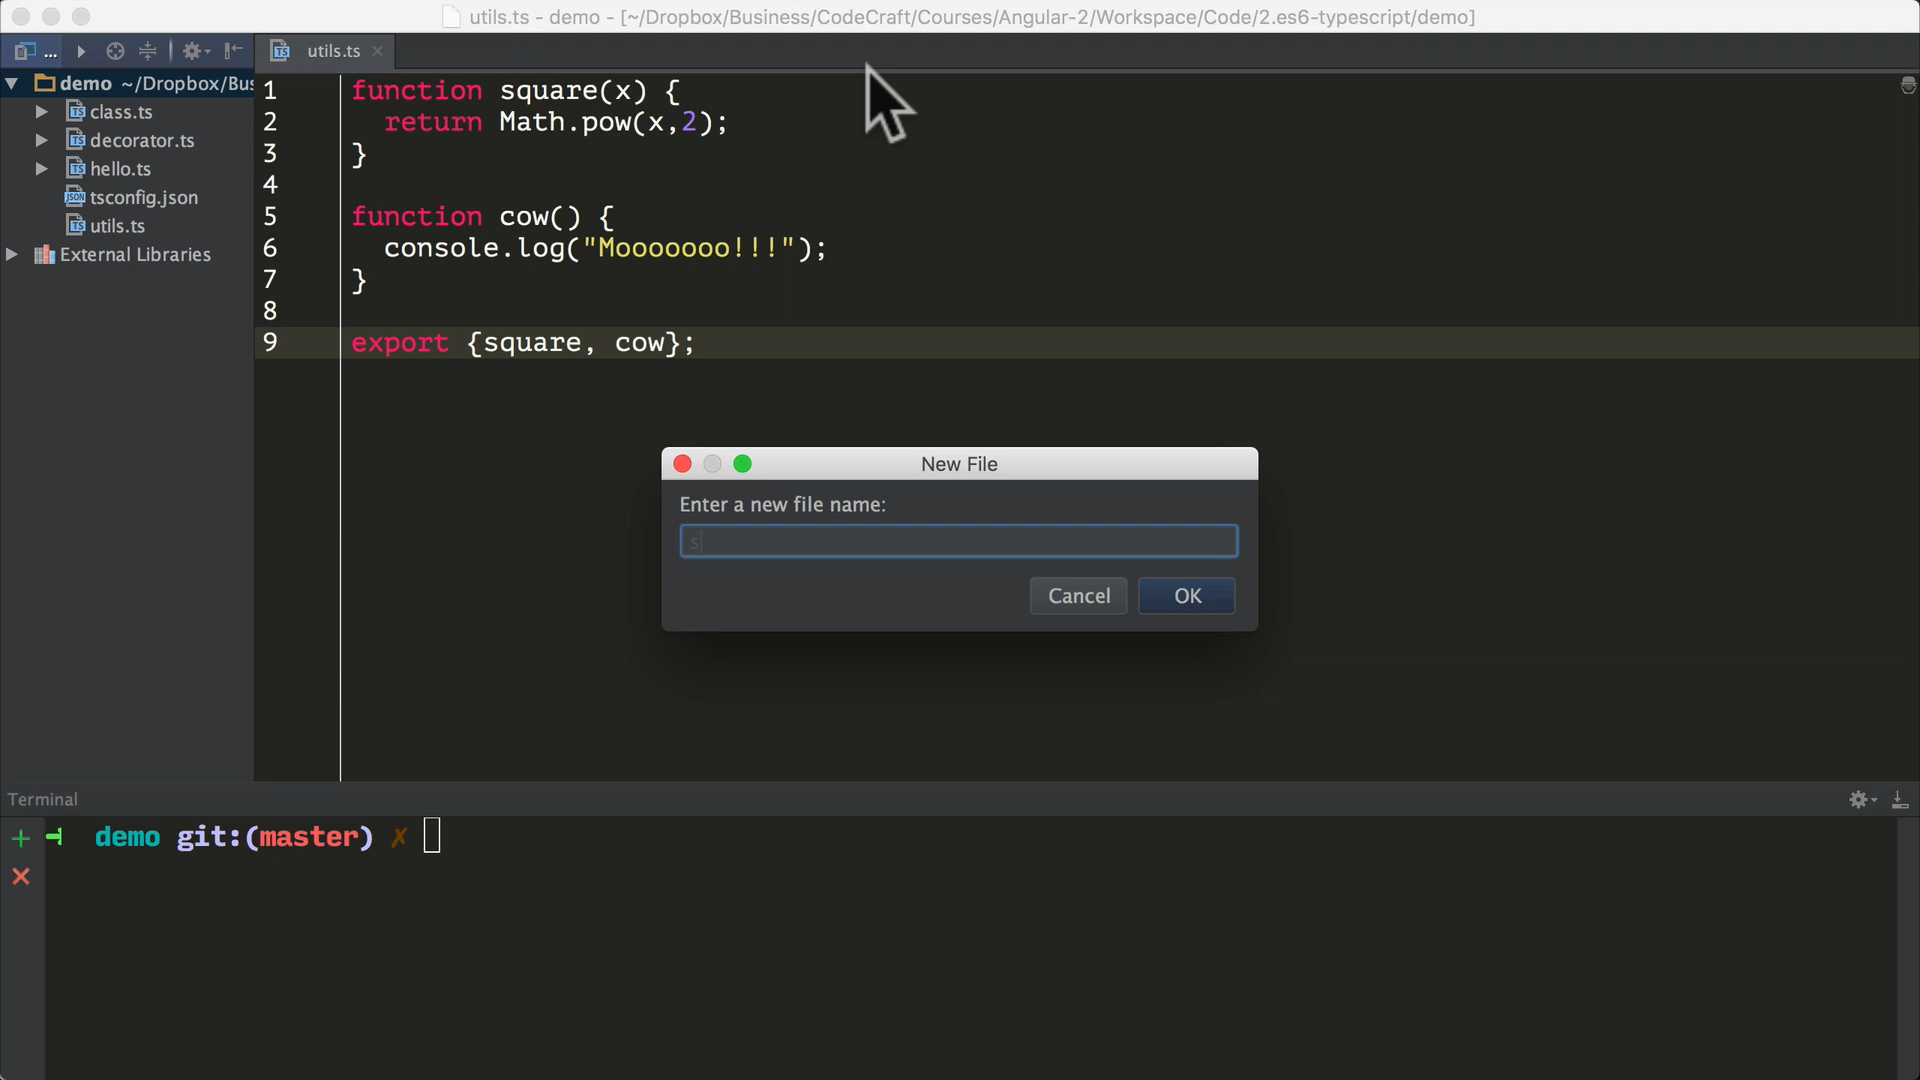 utils.ts - demo - [~/Dropbox/Business/CodeCraft/Courses/Angular-2/Workspace/Code/2.es6-typescript/demo]
...
utils.ts
demo ~/Dropbox/Bus
class.ts
decorator.ts
hello.ts
tsconfig.json
utils.ts
External Libraries
1 function square(x) {
2 return Math.pow(x,2);
3 }
4
5 function cow() {
6 console.log("Mooooooo!!!");
7 }
8
9 export {square, cow};
New File
Enter a new file name:
s
Cancel OK
Terminal
demo git:(master) ✗